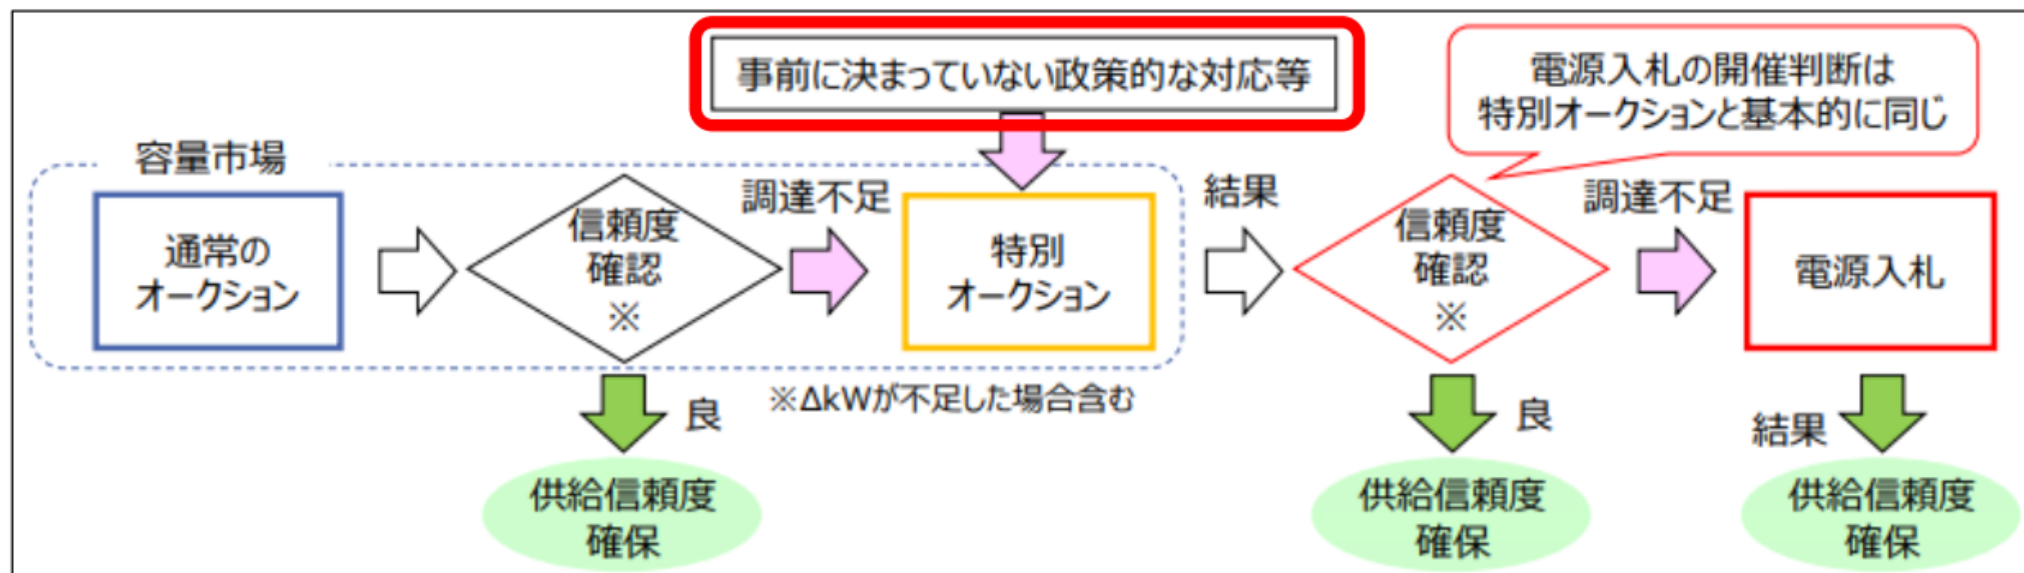 事前に決まっていない政策的な対応等
電源入札の開催判断は
特別オークションと基本的に同じ
容量市場
通常の
オークション
信頼度
確認
※
調達不足
特別
オークション
結果
信頼度
確認
※
調達不足
電源入札
良
※ΔkWが不足した場合含む
良
結果
供給信頼度
確保
供給信頼度
確保
供給信頼度
確保